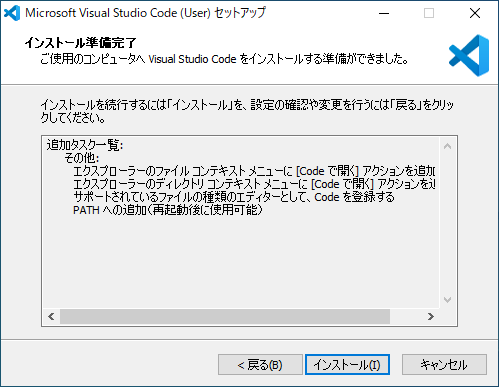 Microsoft Visual Studio Code (User) セットアップ
インストール準備完了
ご使用のコンピュータへ Visual Studio Code をインストールする準備ができました。
インストールを続行するには「インストール」を、設定の確認や変更を行うには「戻る」をクリッ
クしてください。
追加タスク一覧:
その他:
エクスプローラーのファイル コンテキスト メニューに [Code で開く] アクションを追加
エクスプローラーのディレクトリ コンテキスト メニューに [Code で開く] アクションを追
サポートされているファイルの種類のエディターとして、Code を登録する
PATH への追加（再起動後に使用可能）
< 戻る(B)
インストール(I)
キャンセル